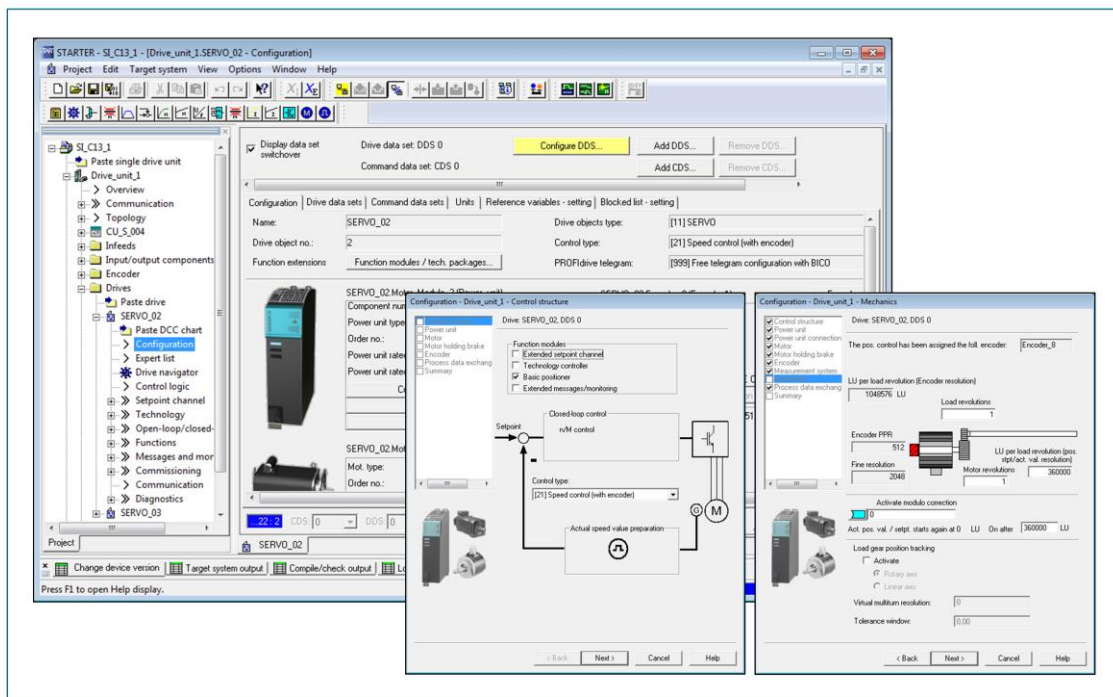 STARTER - SI_C13_1 - [Drive_unit_1.SERVO_02 - Configuration]
Project Edit Target system View Options Window Help
SI_C13_1
Paste single drive unit
Drive_unit_1
Overview
Communication
Topology
CU_S_004
Infeeds
Input/output components
Encoder
Drives
Paste drive
SERVO_02
Paste DCC chart
Configuration
Expert list
Drive navigator
Control logic
Setpoint channel
Technology
Open-loop/closed-
Functions
Messages and mor
Commissioning
Communication
Diagnostics
SERVO_03
Project
Display data set switchover
Drive data set: DDS 0
Configure DDS...
Add DDS...
Remove DDS...
Command data set: CDS 0
Add CDS...
Remove CDS...
Configuration Drive data sets Command data sets Units Reference variables - setting Blocked list - setting
Name: SERVO_02
Drive objects type: [11] SERVO
Drive object no.: 2
Control type: [21] Speed control (with encoder)
Function extensions Function modules / tech. packages...
PROFIdrive telegram: [999] Free telegram configuration with BICO
Component num
Power unit type
Order no.:
Power unit rate
Power unit rate
SERVO_02.Mot
Mot. type:
Order no.:
...22 : 2 CDS: 0 DDS: 0
SERVO_02
Change device version Target system output Compile/check output
Press F1 to open Help display.
Configuration - Drive_unit_1 - Control structure
Power unit
Motor
Motor holding brake
Encoder
Process data exchang
Summary
Drive: SERVO_02, DDS 0
Function modules
Extended setpoint channel
Technology controller
Basic positioner
Extended messages/monitoring
Closed-loop control
Setpoint
n/M control
-
Control type:
[21] Speed control (with encoder)
G
M
Actual speed value preparation
< Back Next > Cancel Help
Configuration - Drive_unit_1 - Mechanics
Control structure
Power unit
Power unit connection
Motor
Motor holding brake
Encoder
Measurement system
Process data exchang
Summary
Drive: SERVO_02, DDS 0
The pos. control has been assigned the foll. encoder: Encoder_8
LU per load revolution (Encoder resolution)
1048576 LU
Load revolutions
1
Encoder PPR
512
Fine resolution
2048
LU per load revolution (pos. stpt/act. val. resolution)
360000
Motor revolutions
1
Activate modulo correction
0
Act. pos. val. / setpt. starts again at 0 LU On after 360000 LU
Load gear position tracking
Activate
Rotary axis
Linear axis
Virtual multiturn resolution: 0
Tolerance window: 0.00
< Back Next > Cancel Help